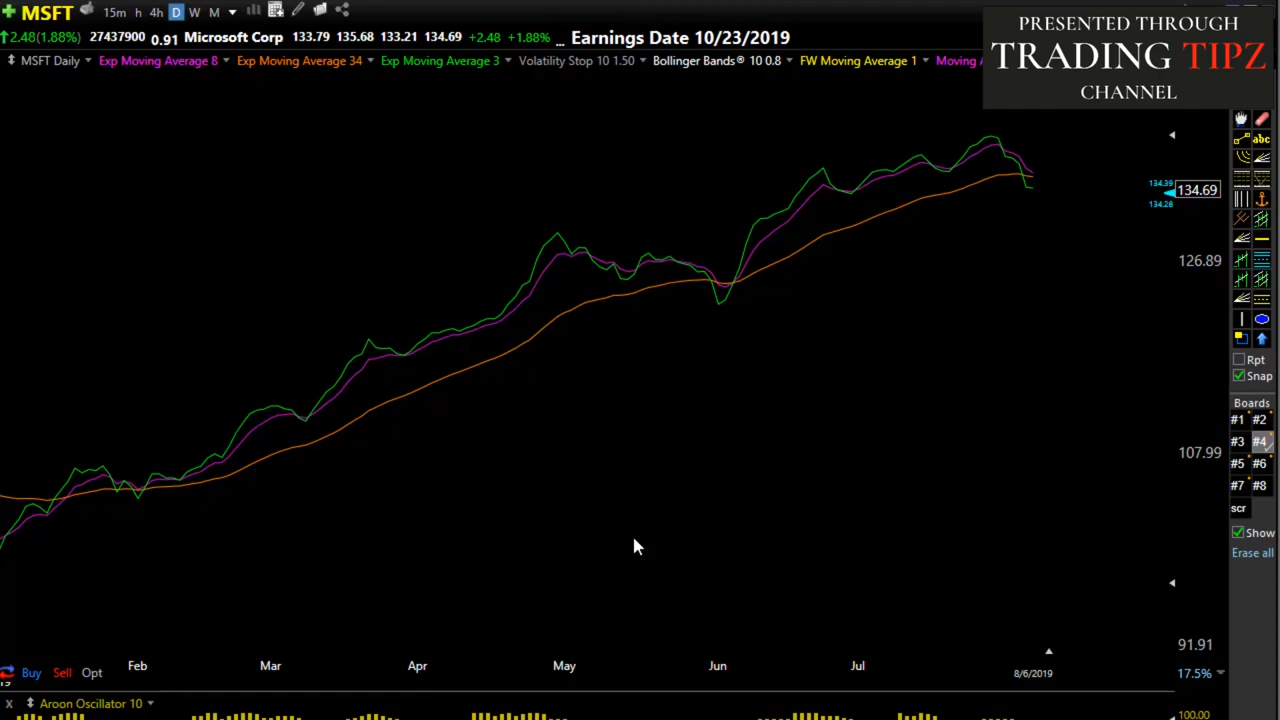 MSFT 15m h 4h D W M
2.48(1.88%) 27437900 0.91 Microsoft Corp 133.79 135.68 133.21 134.69 +2.48 +1.88% ... Earnings Date 10/23/2019
MSFT Daily Exp Moving Average 8 Exp Moving Average 34 Exp Moving Average 3 Volatility Stop 10 1.50 Bollinger Bands® 10 0.8 FW Moving Average 1 Moving
PRESENTED THROUGH
TRADING TIPZ
CHANNEL
abc
134.39
134.69
134.28
126.89
107.99
91.91
17.5%
Rpt
Snap
Boards
#1 #2
#3 #4
#5 #6
#7 #8
scr
Show
Erase all
Buy Sell Opt
Feb Mar Apr May Jun Jul
8/6/2019
X Aroon Oscillator 10
100.00